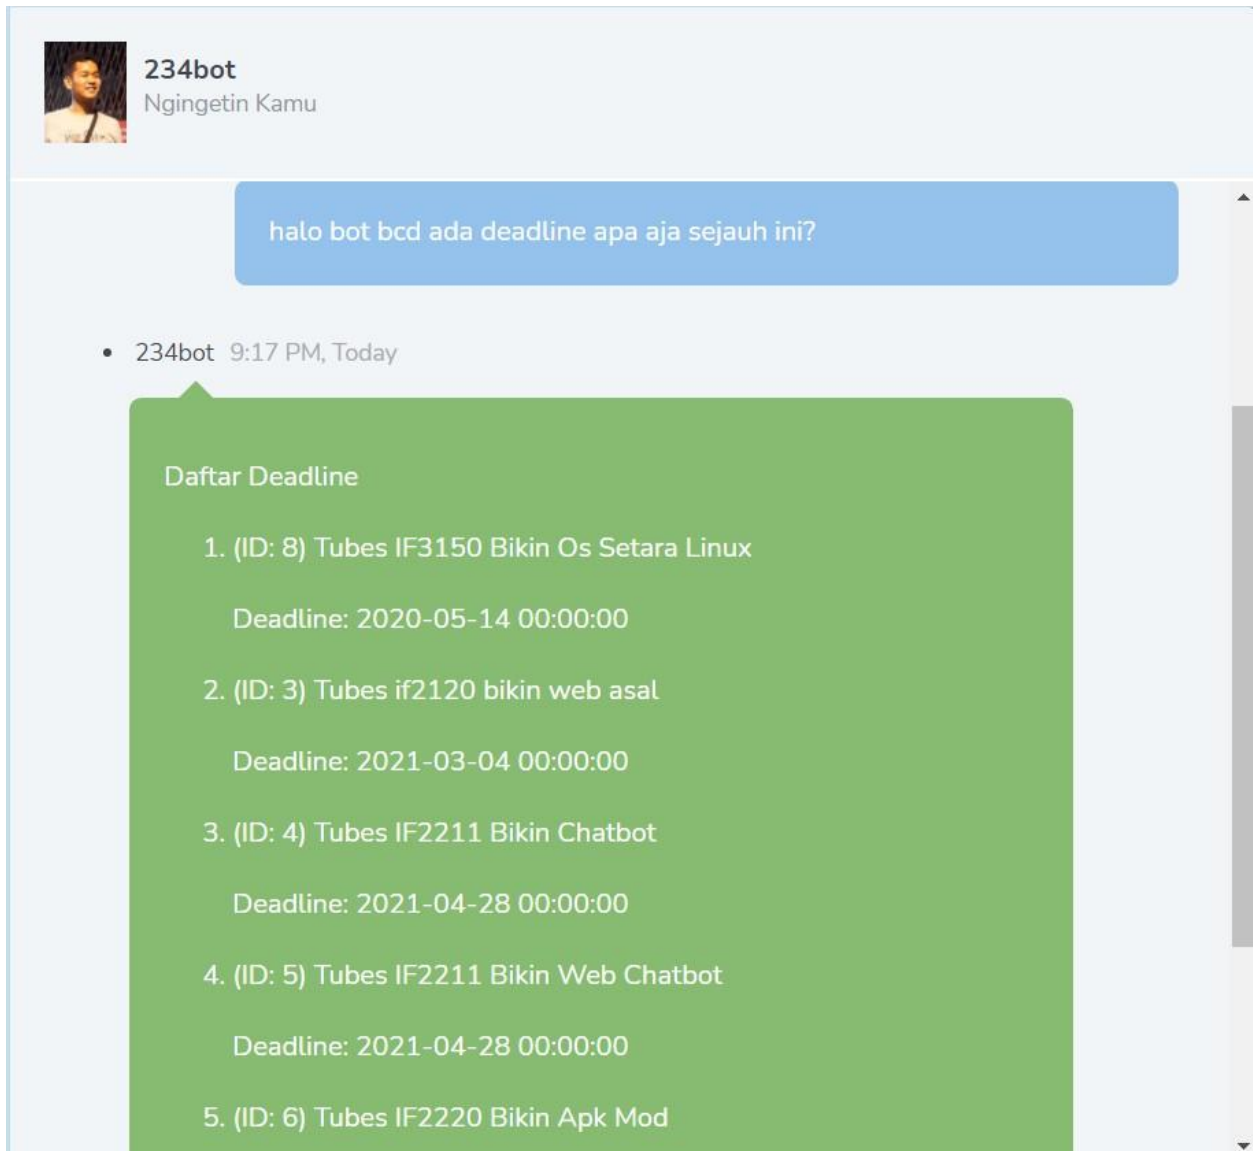 234bot
Ngingetin Kamu
halo bot bcd ada deadline apa aja sejauh ini?
234bot 9:17 PM, Today
Daftar Deadline
1. (ID: 8) Tubes IF3150 Bikin Os Setara Linux
Deadline: 2020-05-14 00:00:00
2. (ID: 3) Tubes if2120 bikin web asal
Deadline: 2021-03-04 00:00:00
3. (ID: 4) Tubes IF2211 Bikin Chatbot
Deadline: 2021-04-28 00:00:00
4. (ID: 5) Tubes IF2211 Bikin Web Chatbot
Deadline: 2021-04-28 00:00:00
5. (ID: 6) Tubes IF2220 Bikin Apk Mod